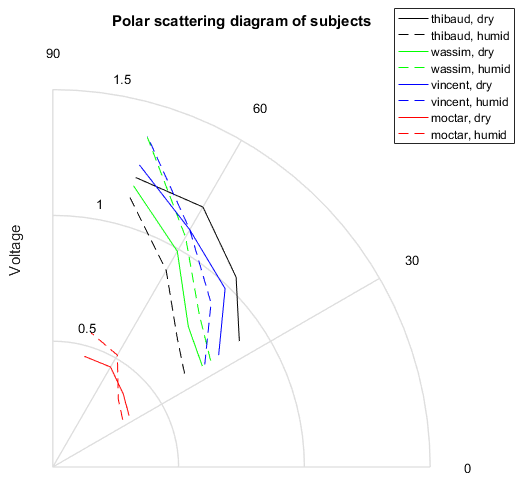 Polar scattering diagram of subjects
thibaud, dry
thibaud, humid
wassim, dry
wassim, humid
vincent, dry
vincent, humid
moctar, dry
moctar, humid
90
1.5
60
1
Voltage
30
0.5
0